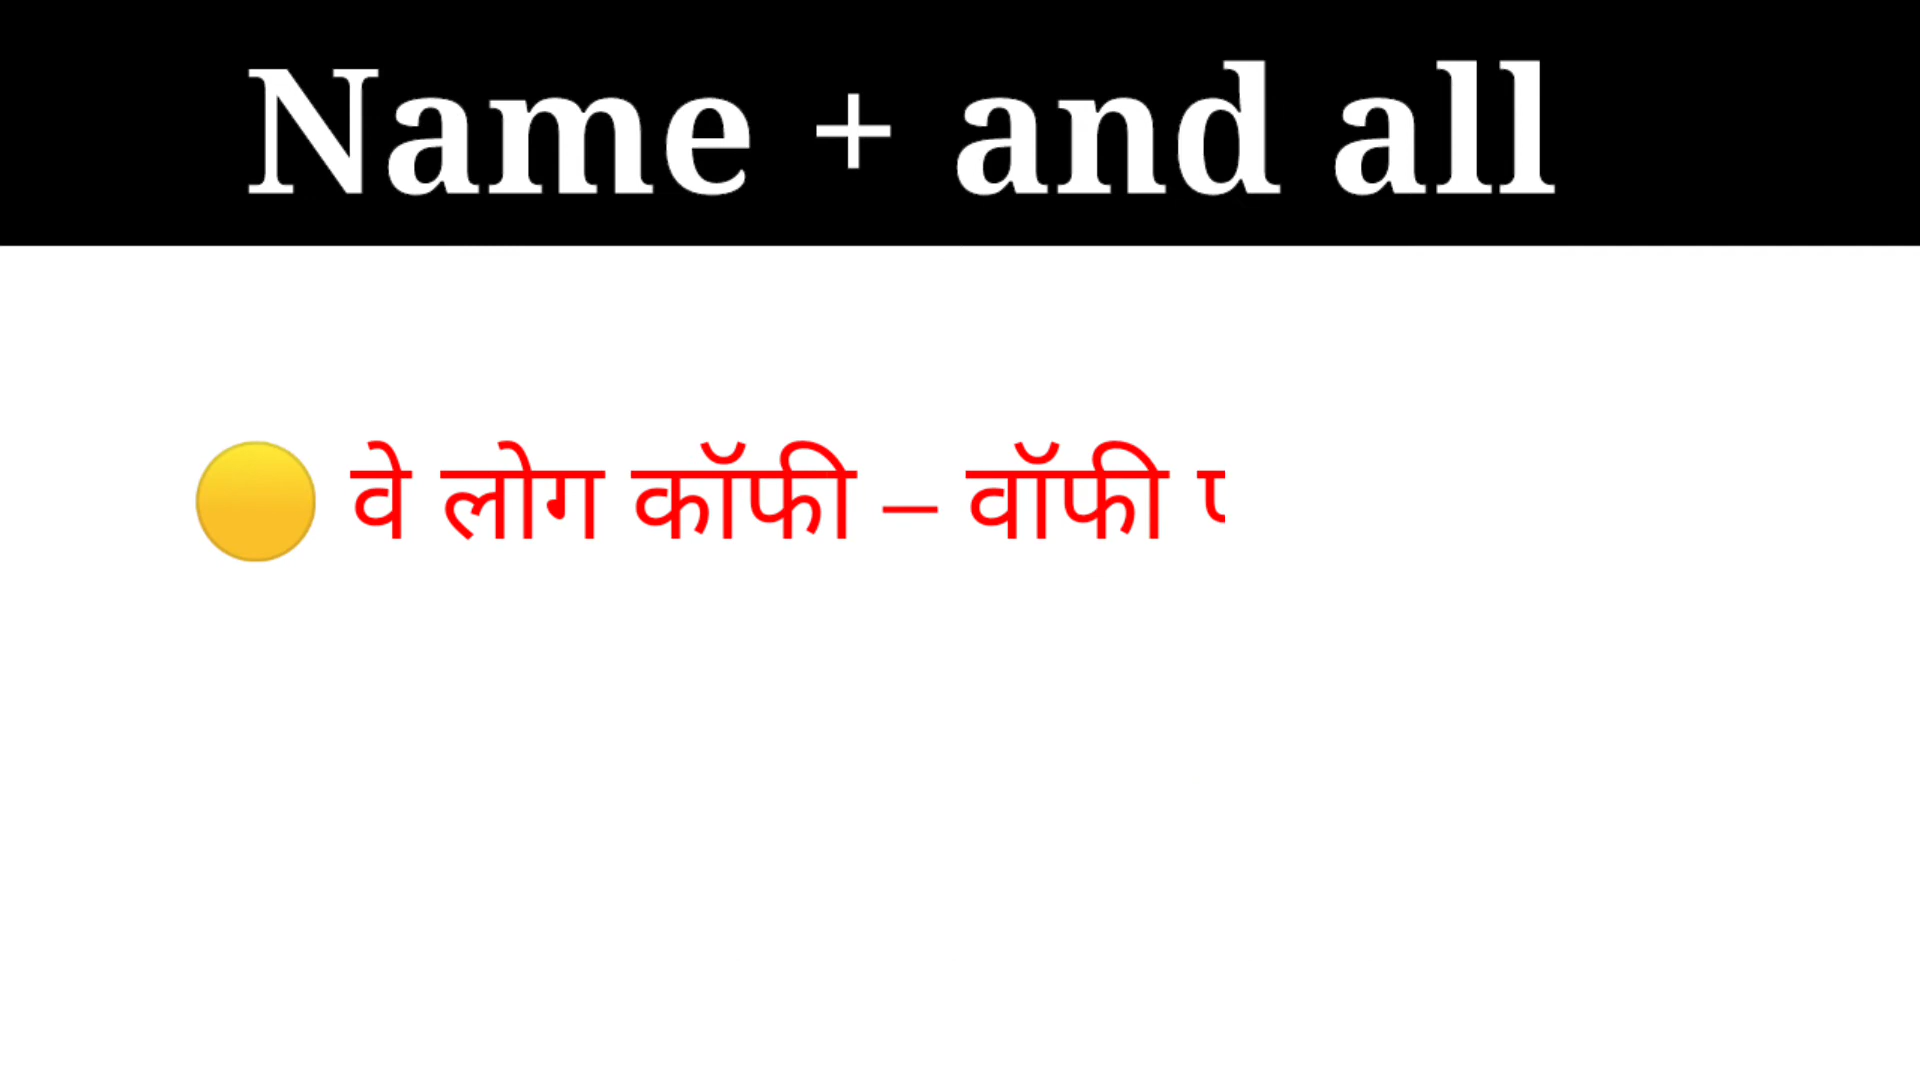 Name + and all
वे लोग कॉफी – वॉफी